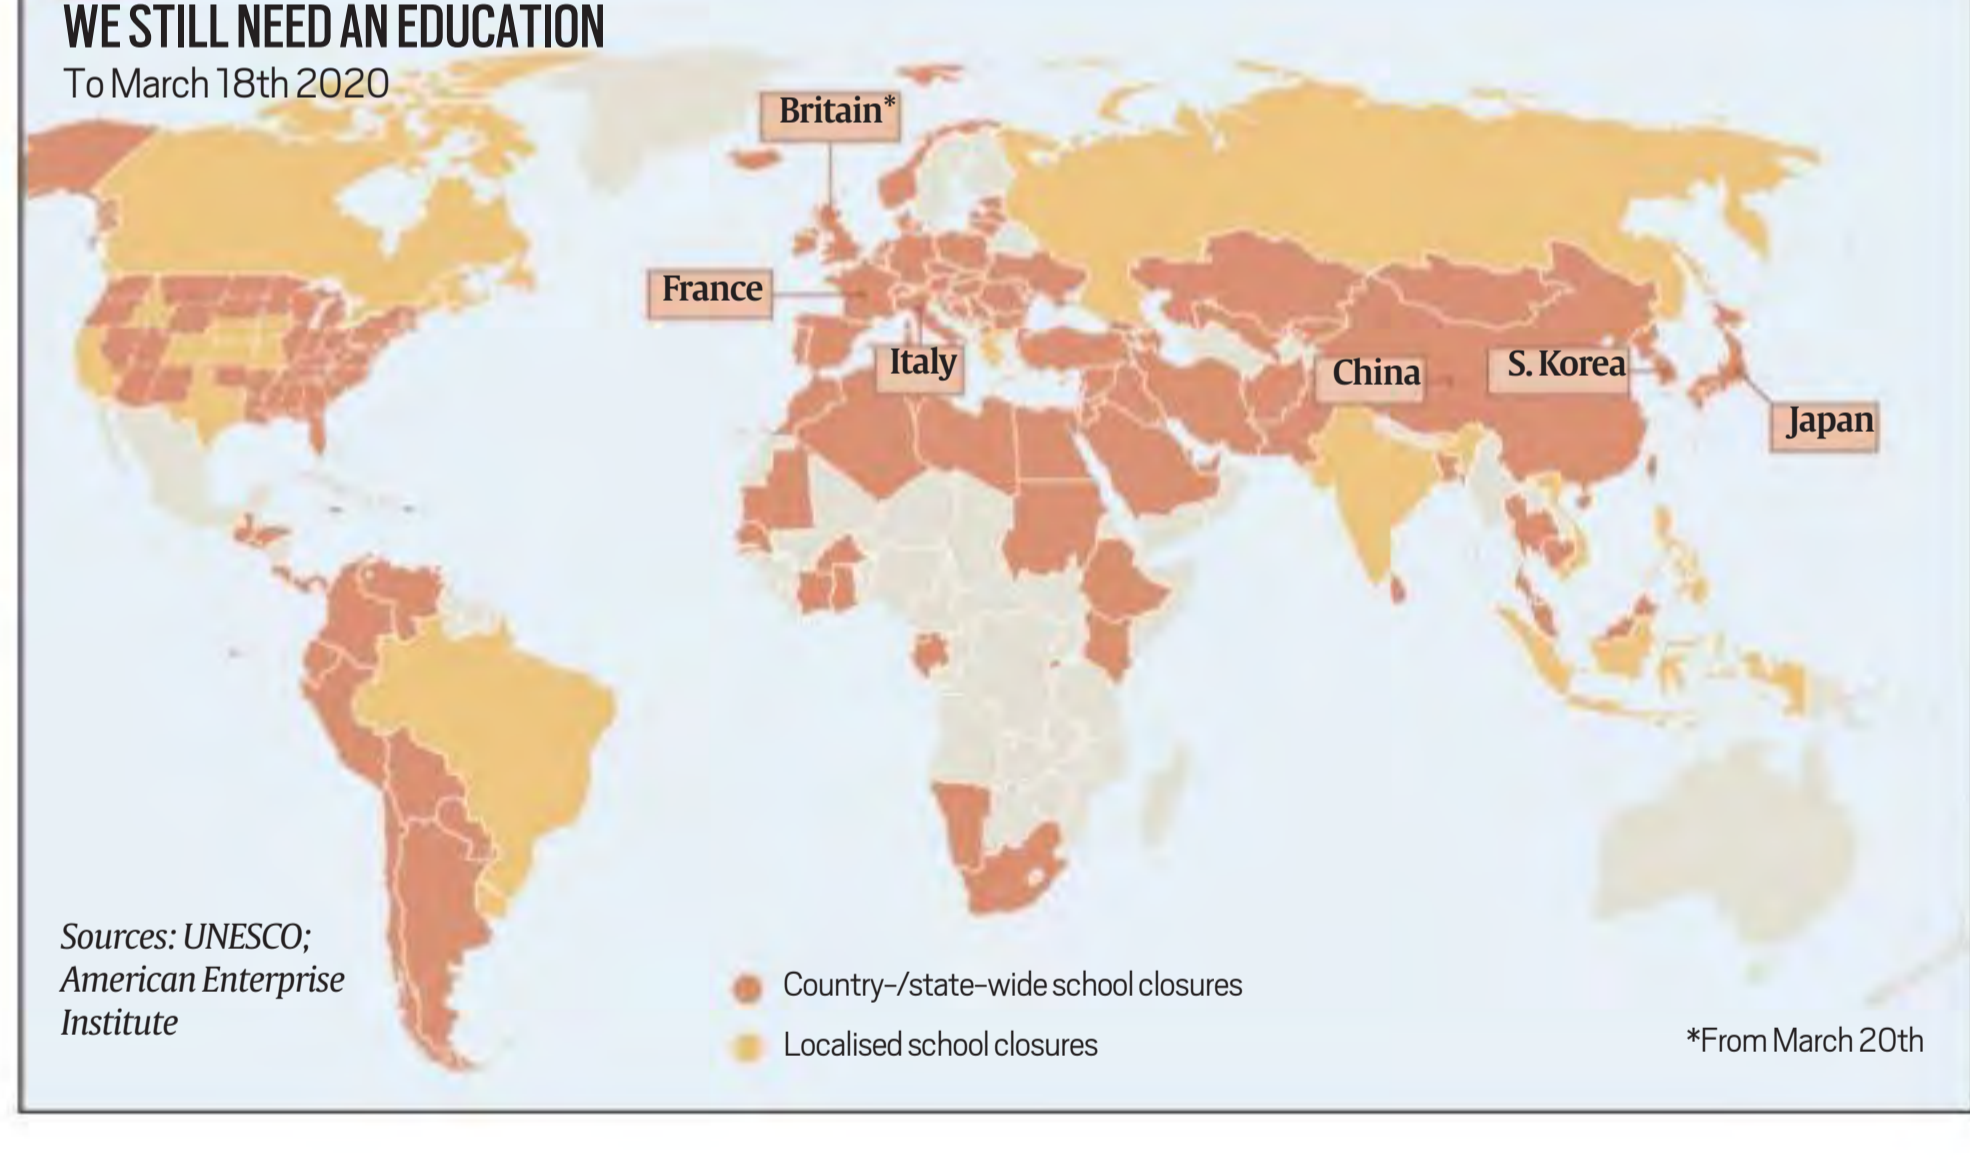 WE STILL NEED AN EDUCATION
To March 18th 2020
Britain*
France
Italy
China
S. Korea
Japan
Sources: UNESCO;
American Enterprise
Institute
Country-/state-wide school closures
Localised school closures
*From March 20th